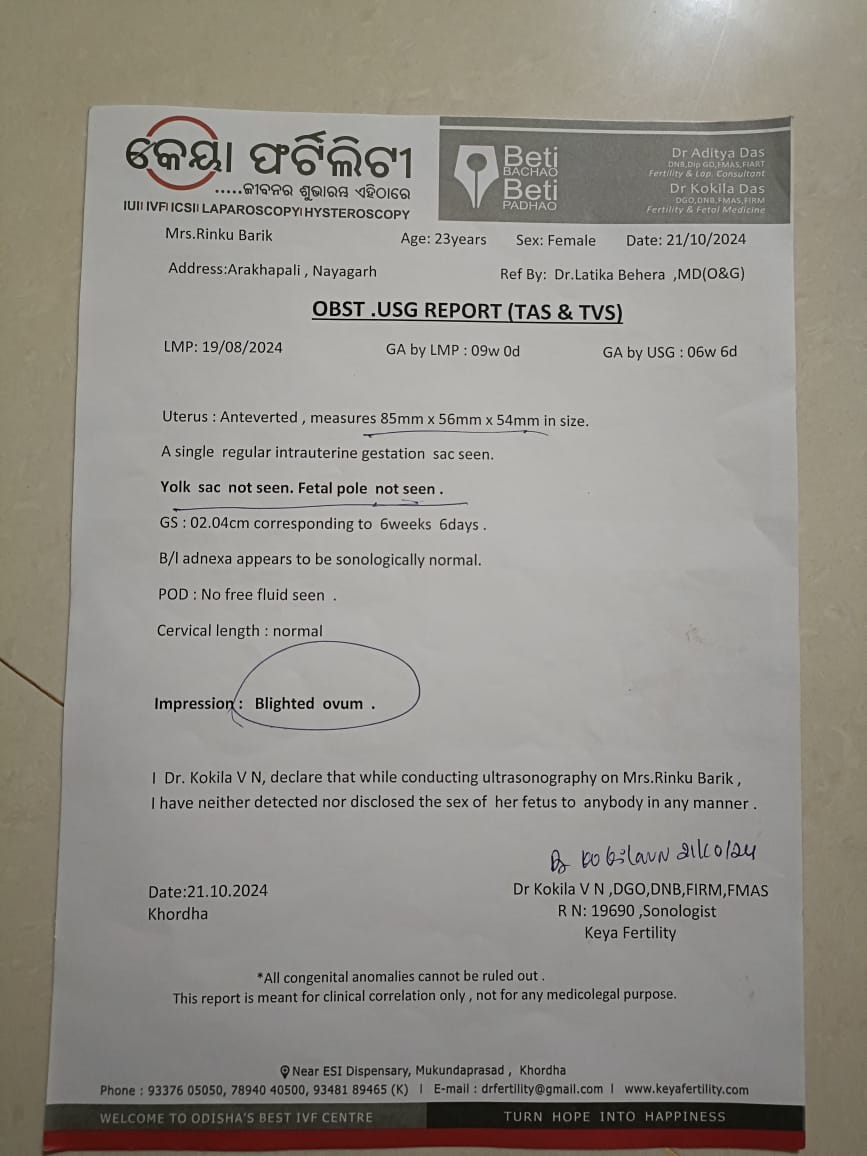 କେୟା ଫର୍ଟିଲିଟୀ
.....ଜୀବନର ଶୁଭାରମ୍ଭ ଏହିଠାରେ
IUI| IVF| ICSI| LAPAROSCOPY| HYSTEROSCOPY
Beti
BACHAO
Beti
PADHAO
Dr Aditya Das
DNB,Dip GO,FMAS,FIART
Fertility & Lap. Consultant
Dr Kokila Das
DGO,DNB,FMAS,FIRM
Fertility & Fetal Medicine
Mrs.Rinku Barik Age: 23years Sex: Female Date: 21/10/2024
Address:Arakhapali , Nayagarh Ref By: Dr.Latika Behera ,MD(O&G)
OBST .USG REPORT (TAS & TVS)
LMP: 19/08/2024 GA by LMP : 09w 0d GA by USG : 06w 6d
Uterus : Anteverted , measures 85mm x 56mm x 54mm in size.
A single regular intrauterine gestation sac seen.
Yolk sac not seen. Fetal pole not seen .
GS : 02.04cm corresponding to 6weeks 6days .
B/l adnexa appears to be sonologically normal.
POD : No free fluid seen .
Cervical length : normal
Impression : Blighted ovum .
I Dr. Kokila V N, declare that while conducting ultrasonography on Mrs.Rinku Barik ,
I have neither detected nor disclosed the sex of her fetus to anybody in any manner .
21/10/24
Date:21.10.2024
Khordha
Dr Kokila V N ,DGO,DNB,FIRM,FMAS
R N: 19690 ,Sonologist
Keya Fertility
*All congenital anomalies cannot be ruled out .
This report is meant for clinical correlation only , not for any medicolegal purpose.
Near ESI Dispensary, Mukundaprasad , Khordha
Phone : 93376 05050, 78940 40500, 93481 89465 (K) I E-mail : drfertility@gmail.com I www.keyafertility.com
WELCOME TO ODISHA'S BEST IVF CENTRE TURN HOPE INTO HAPPINESS